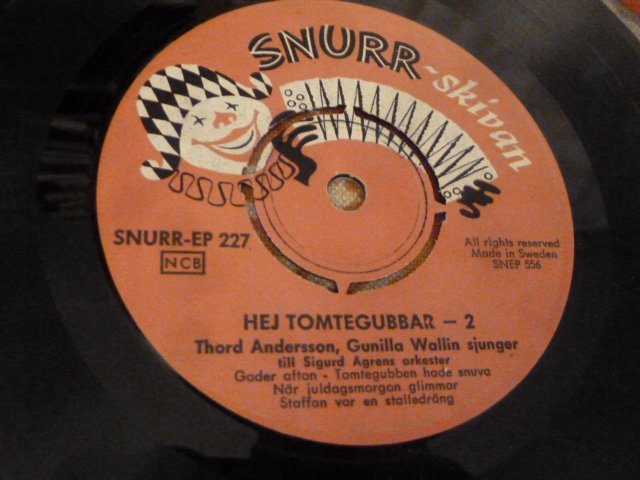 SNURR-skivan
SNURR-EP 227
NCB
All rights reserved
Made in Sweden
SNEP 556
HEJ TOMTEGUBBAR – 2
Thord Andersson, Gunilla Wallin sjunger
till Sigurd Ågrens orkester
Goder afton - Tomtegubben hade snuva
När juldagsmorgon glimmar
Staffan var en stalledräng